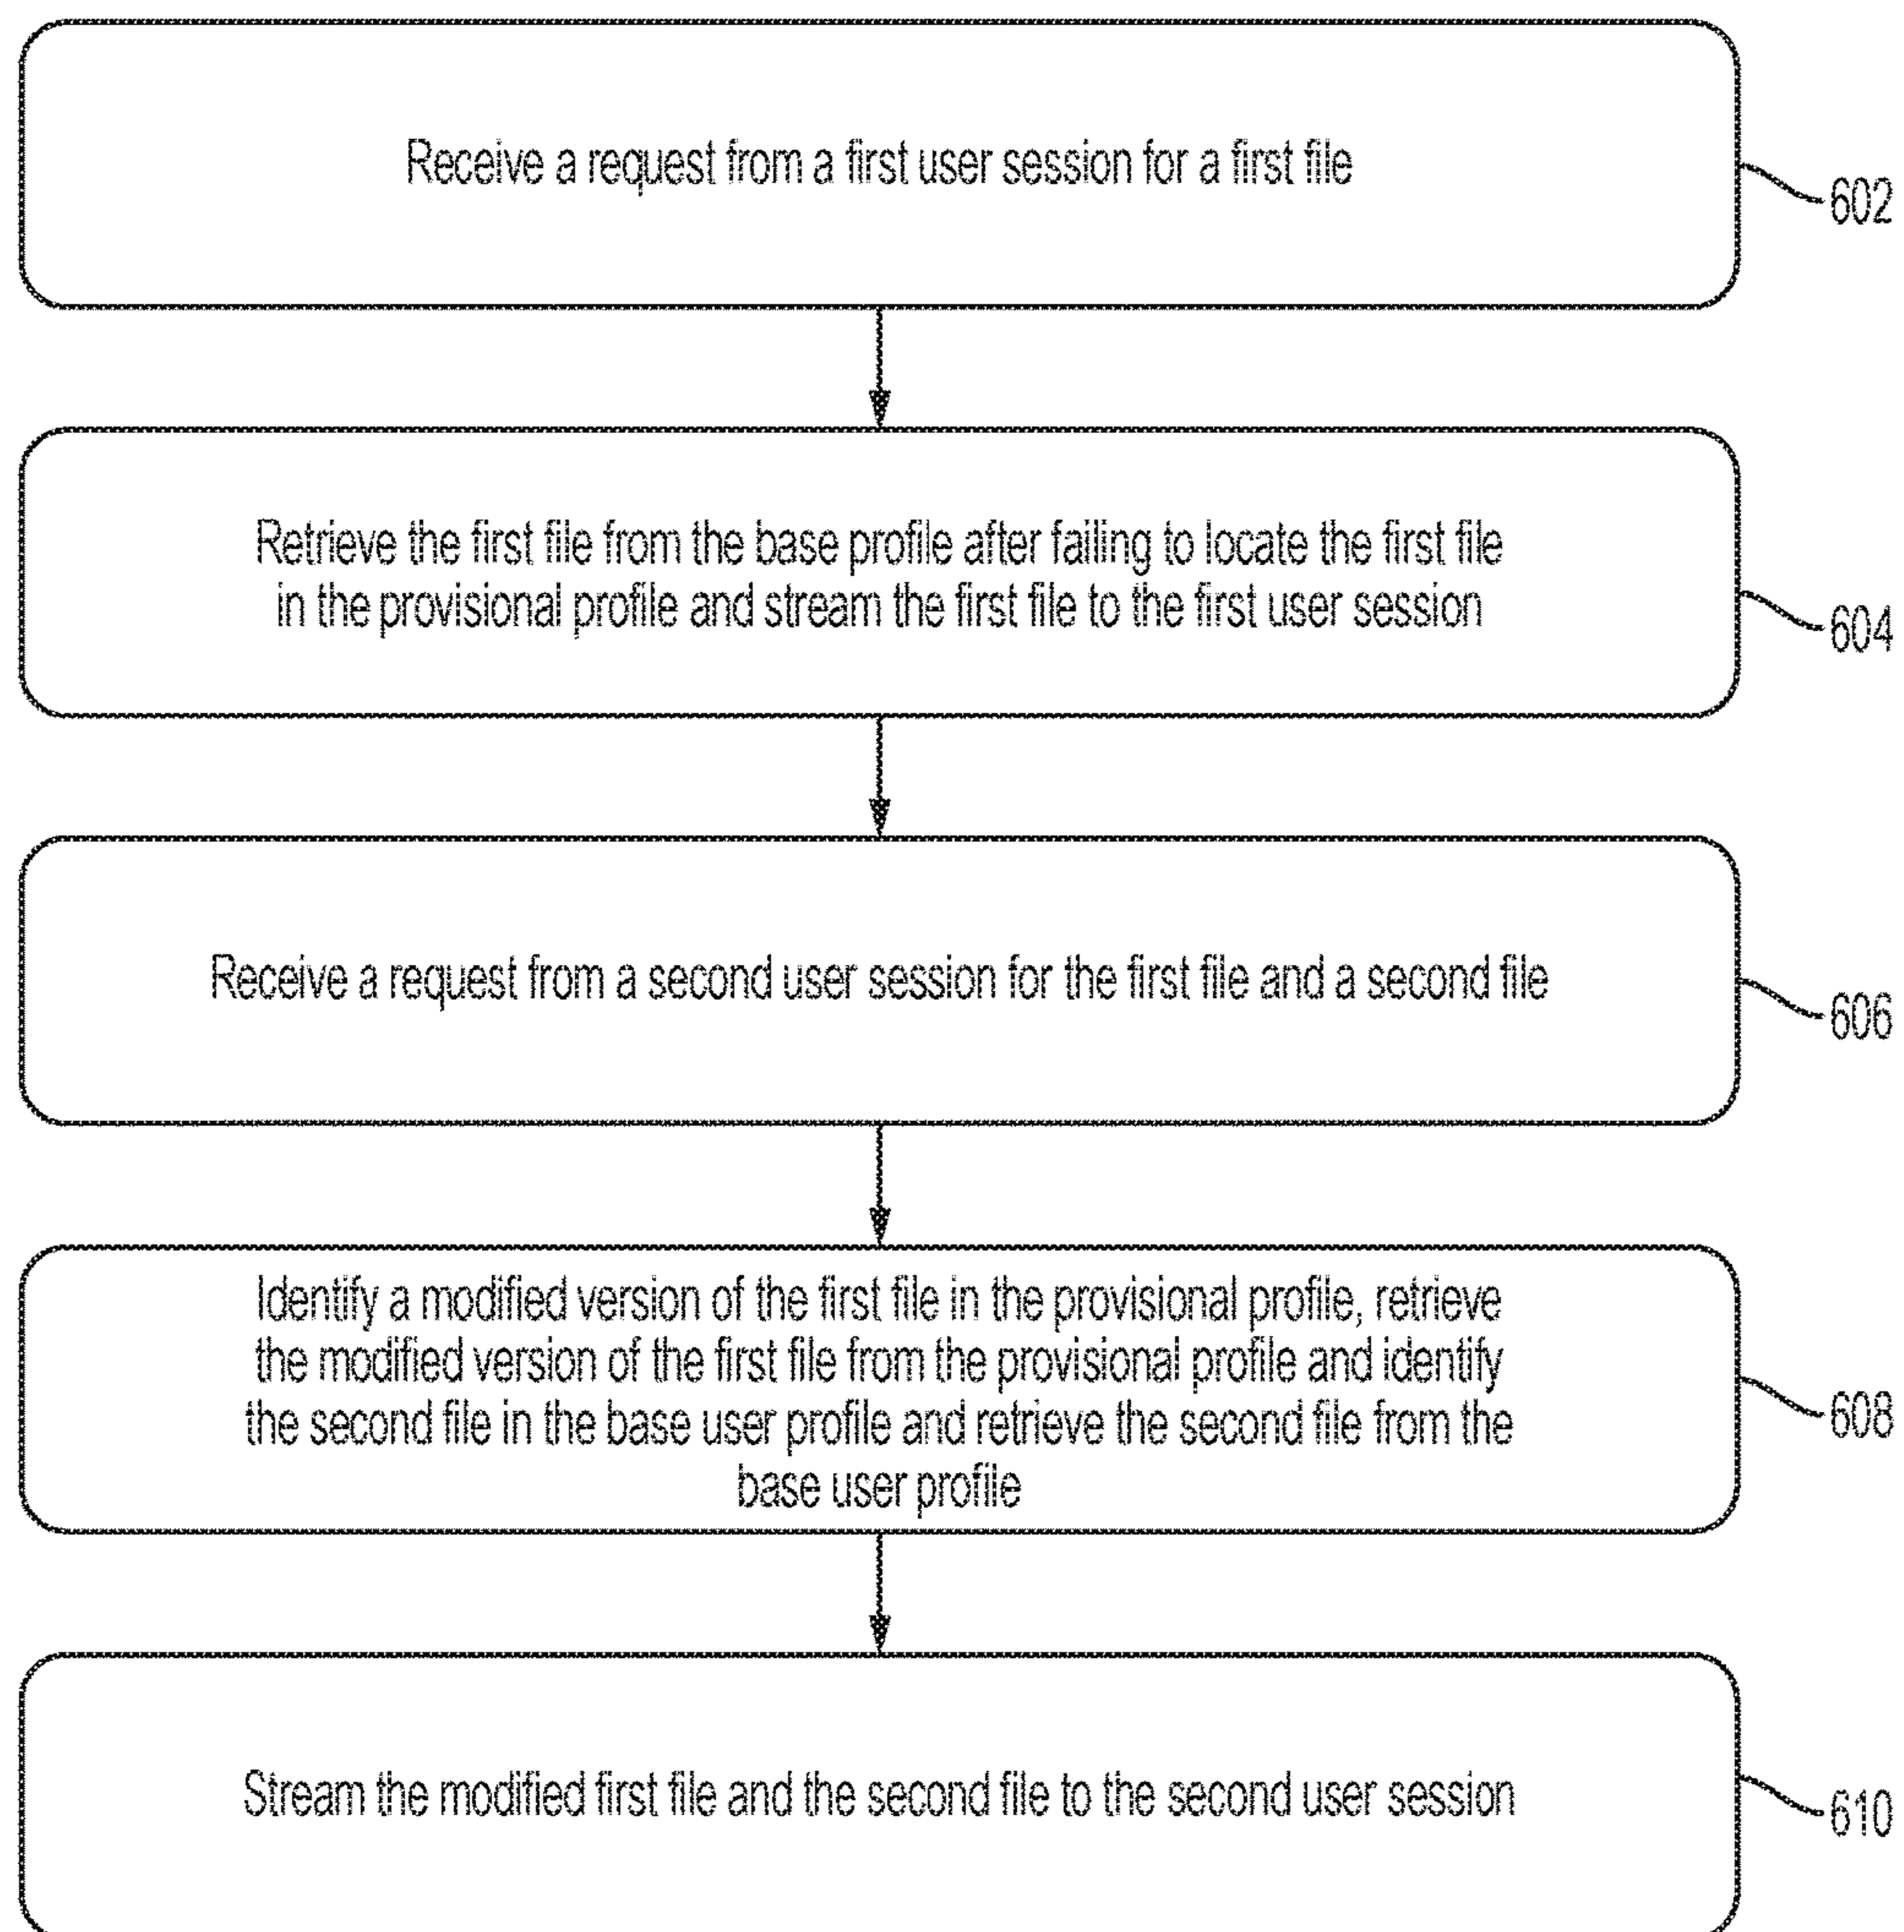 Receive a request from a first user session for a first file
602
Retrieve the first file from the base profile after failing to locate the first file
in the provisional profile and stream the first file to the first user session
604
Receive a request from a second user session for the first file and a second file
606
Identify a modified version of the first file in the provisional profile, retrieve
the modified version of the first file from the provisional profile and identify
the second file in the base user profile and retrieve the second file from the
base user profile
608
Stream the modified first file and the second file to the second user session
610